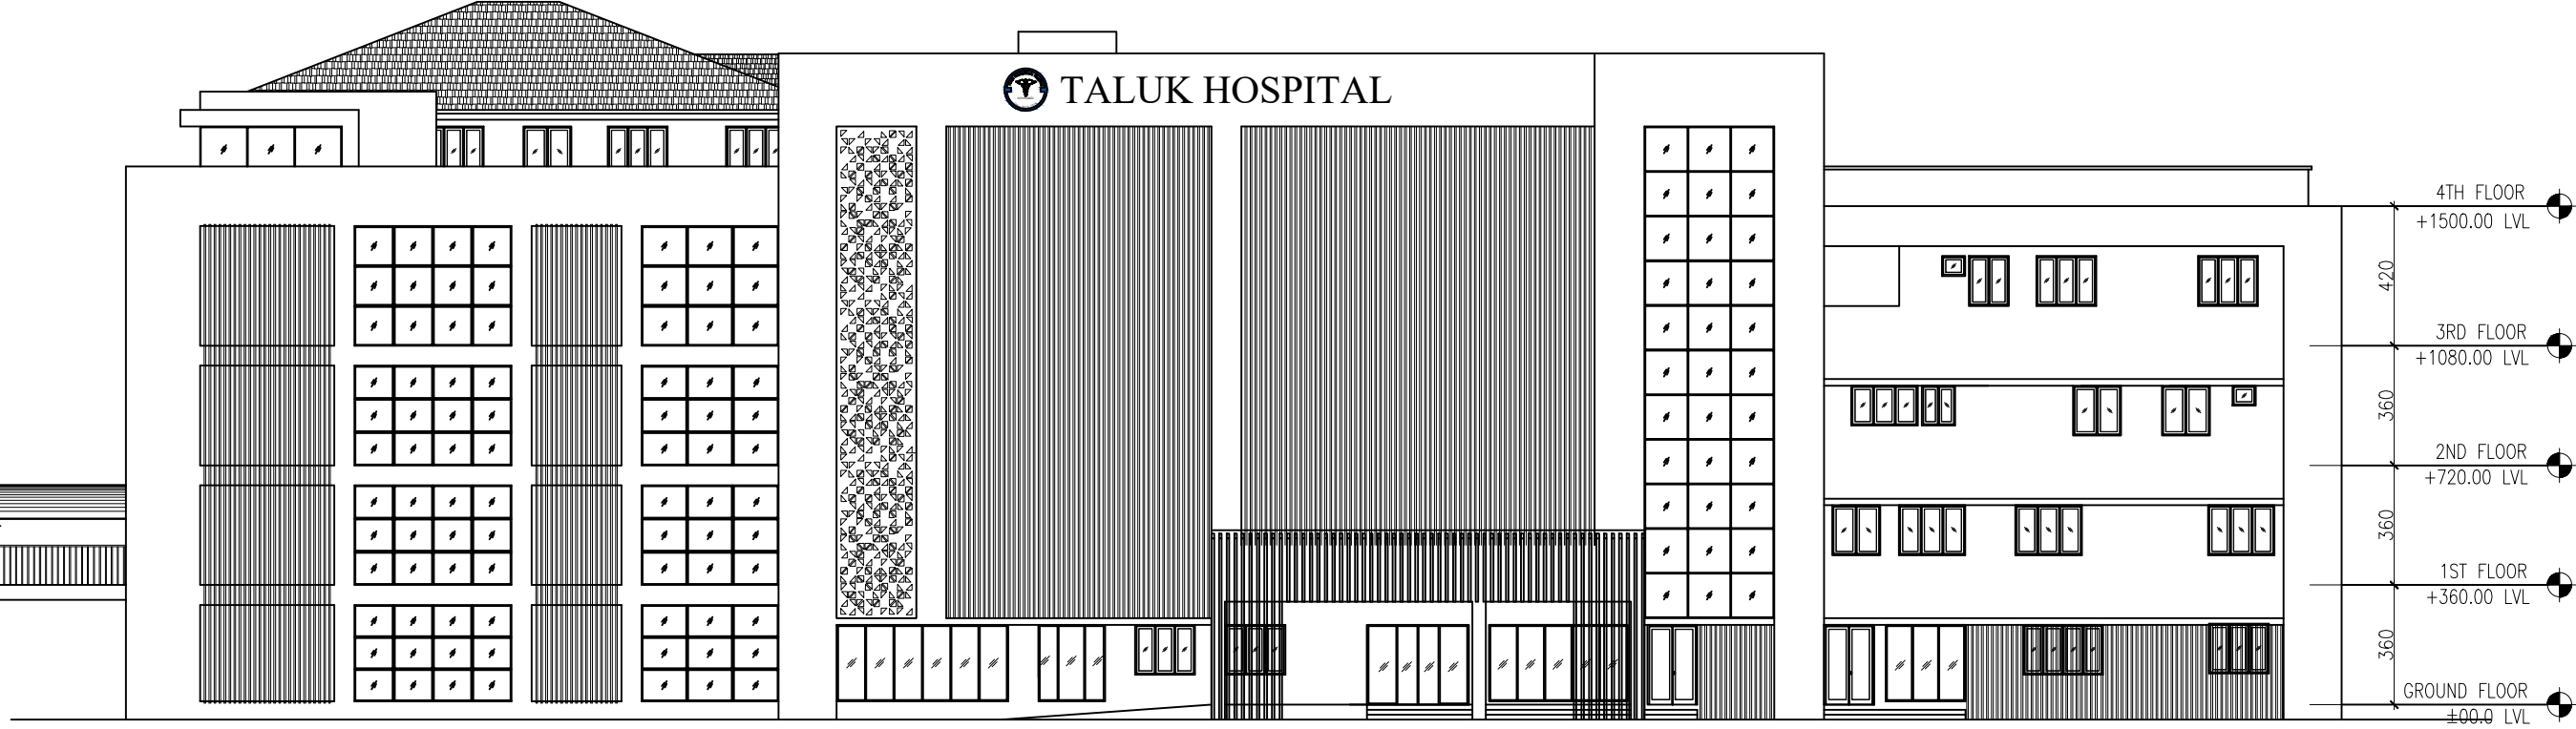 TALUK HOSPITAL
4TH FLOOR
+1500.00 LVL
420
3RD FLOOR
+1080.00 LVL
360
2ND FLOOR
+720.00 LVL
360
1ST FLOOR
+360.00 LVL
360
GROUND FLOOR
±00.0 LVL